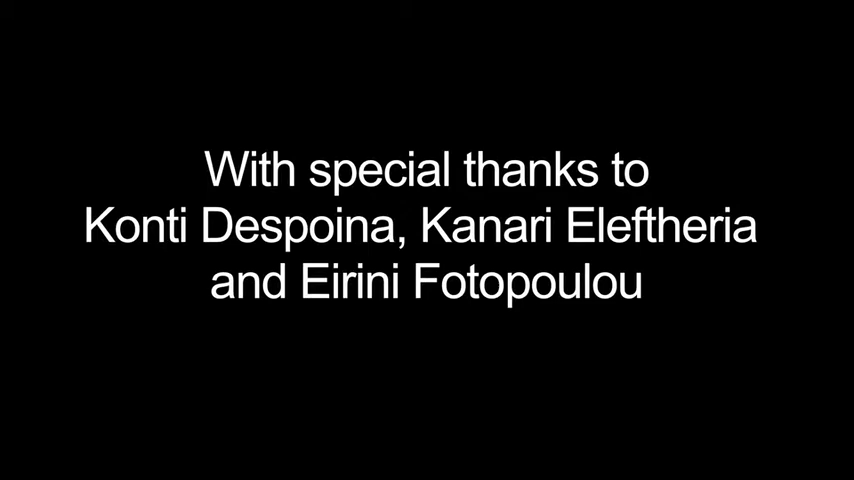 With special thanks to
Konti Despoina, Kanari Eleftheria
and Eirini Fotopoulou